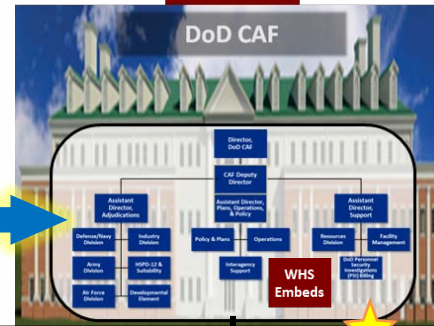 DoD CAF
Director,
DoD CAF
CAF Deputy
Director
Assistant
Director,
Adjudications
Assistant Director,
Plans, Operations,
& Policy
Assistant
Director,
Support
Defense/Navy
Division
Industry
Division
Policy & Plans
Operations
Resources
Division
Facility
Management
Army
Division
HSPD-12 &
Suitability
Interagency
Support
WHS
Embeds
DoD Personnel
Security
Investigations
(PSI) Billing
Air Force
Division
Developmental
Element